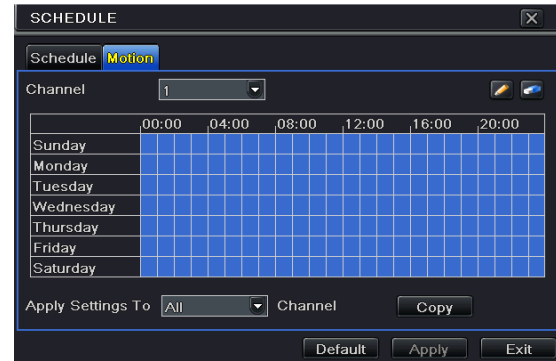 SCHEDULE
Schedule Motion
Channel 1
00:00 04:00 08:00 12:00 16:00 20:00
Sunday
Monday
Tuesday
Wednesday
Thursday
Friday
Saturday
Apply Settings To All Channel Copy
Default Apply Exit